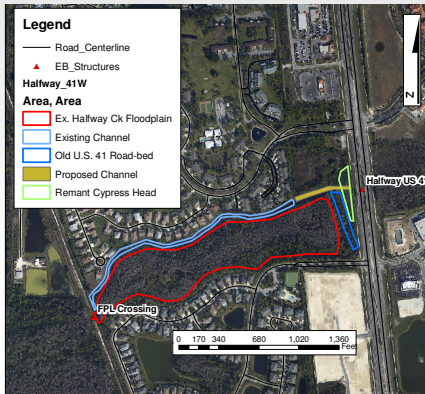 Legend
Road_Centerline
EB_Structures
Halfway_41W
Area, Area
Ex. Halfway Ck Floodplain
Existing Channel
Old U.S. 41 Road-bed
Proposed Channel
Remant Cypress Head
N
Halfway US 41
FPL Crossing
0 170 340 680 1,020 1,360
Feet